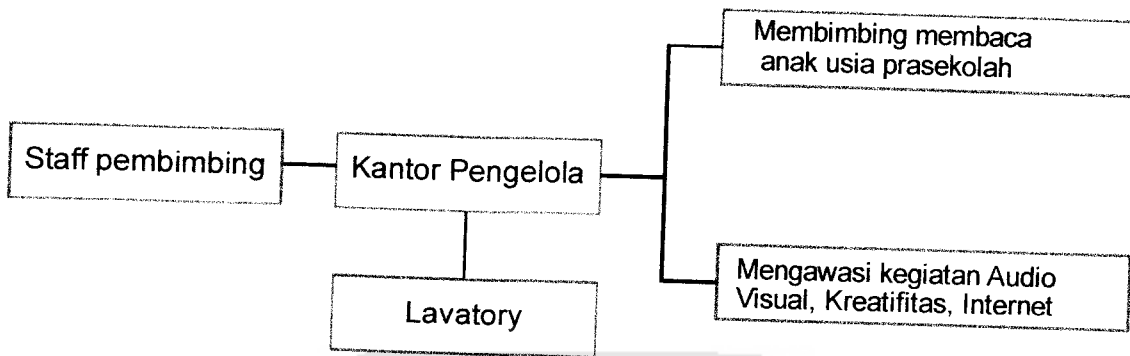 Membimbing membaca
anak usia prasekolah
Staff pembimbing
Kantor Pengelola
Mengawasi kegiatan Audio
Visual, Kreatifitas, Internet
Lavatory